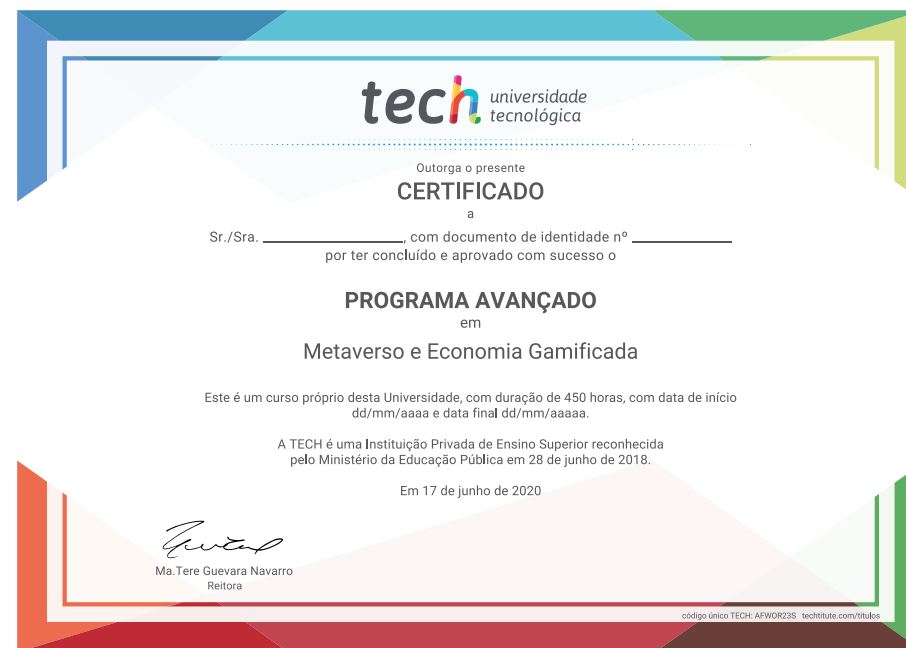 tech universidade
tecnológica
Outorga o presente
CERTIFICADO
a
Sr./Sra. ____________, com documento de identidade nº ____________
por ter concluído e aprovado com sucesso o
PROGRAMA AVANÇADO
em
Metaverso e Economia Gamificada
Este é um curso próprio desta Universidade, com duração de 450 horas, com data de início
dd/mm/aaaa e data final dd/mm/aaaaa.
A TECH é uma Instituição Privada de Ensino Superior reconhecida
pelo Ministério da Educação Pública em 28 de junho de 2018.
Em 17 de junho de 2020
Ma.Tere Guevara Navarro
Reitora
código único TECH: AFWOR23S techtitute.com/titulos